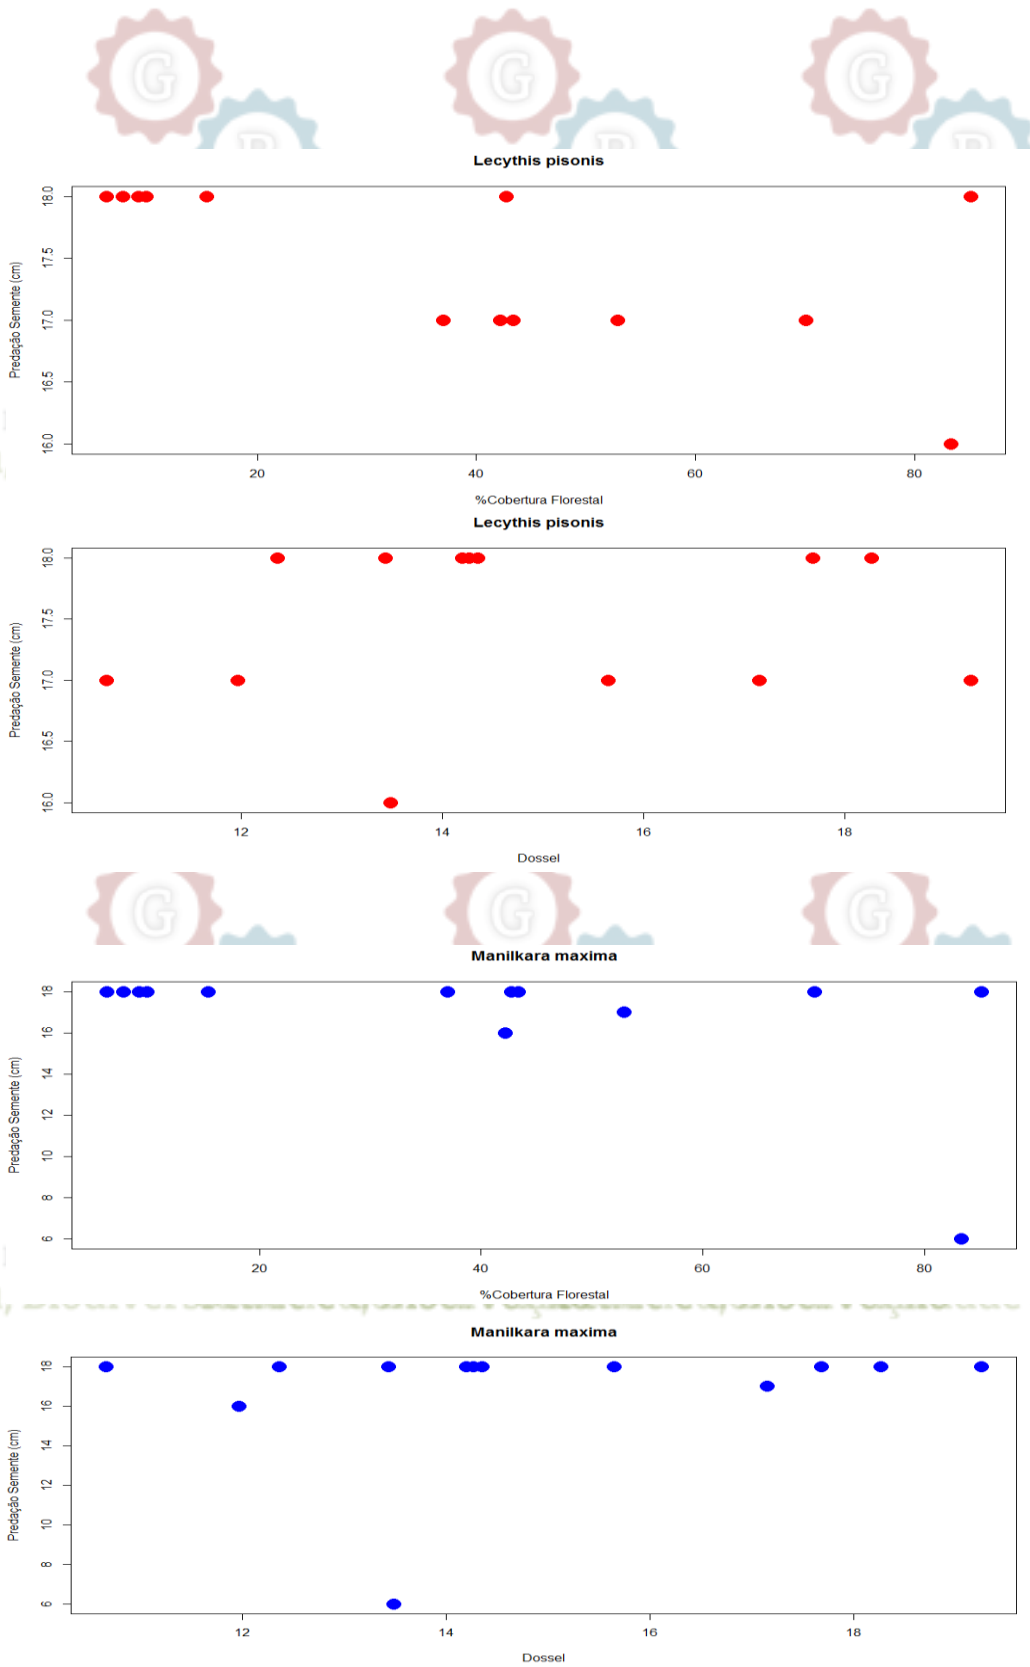 G G G
Lecythis pisonis
Predação Semente (cm)
18.0
17.5
17.0
16.5
16.0
20 40 60 80
%Cobertura Florestal
Lecythis pisonis
Predação Semente (cm)
18.0
17.5
17.0
16.5
16.0
12 14 16 18
Dossel
G G G
Manilkara maxima
Predação Semente (cm)
18
16
14
12
10
8
6
20 40 60 80
%Cobertura Florestal
Manilkara maxima
Predação Semente (cm)
18
16
14
12
10
8
6
12 14 16 18
Dossel